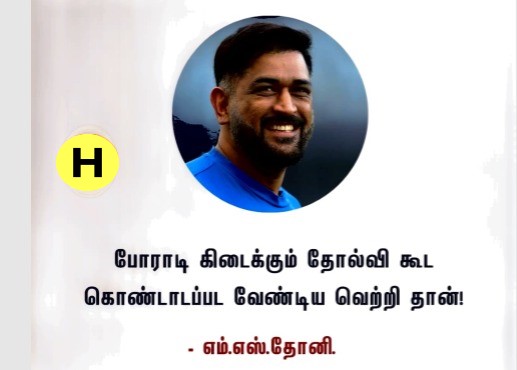 H
போராடி கிடைக்கும் தோல்வி கூட
கொண்டாடப்பட வேண்டிய வெற்றி தான்!
- எம்.எஸ்.தோனி.